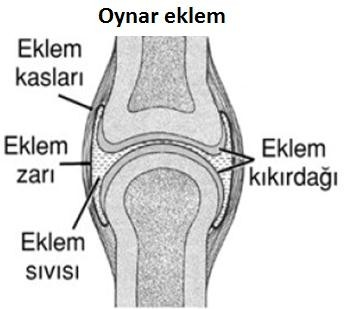 Oynar eklem
Eklem
kasları
Eklem
zarı
Eklem
sıvısı
Eklem
kıkırdağı